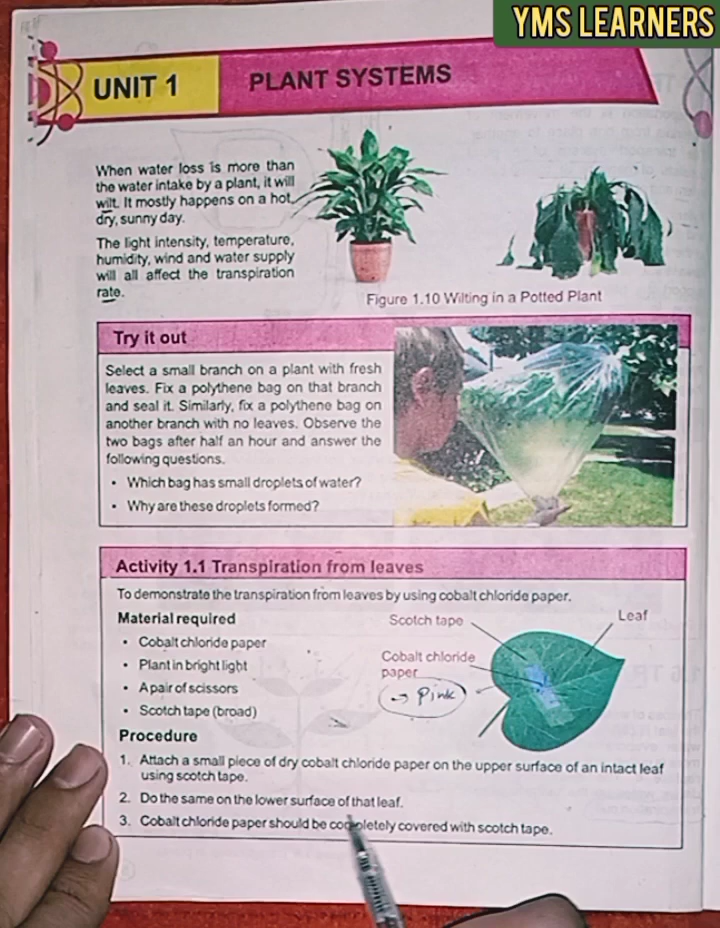 YMS LEARNERS
UNIT 1
PLANT SYSTEMS
When water loss is more than
the water intake by a plant, it will
wilt. It mostly happens on a hot,
dry, sunny day.
The light intensity, temperature,
humidity, wind and water supply
will all affect the transpiration
rate.
Figure 1.10 Wilting in a Potted Plant
Try it out
Select a small branch on a plant with fresh
leaves. Fix a polythene bag on that branch
and seal it. Similarly, fix a polythene bag on
another branch with no leaves. Observe the
two bags after half an hour and answer the
following questions.
• Which bag has small droplets of water?
• Why are these droplets formed?
Activity 1.1 Transpiration from leaves
To demonstrate the transpiration from leaves by using cobalt chloride paper.
Material required
• Cobalt chloride paper
• Plant in bright light
• A pair of scissors
• Scotch tape (broad)
Scotch tape
Leaf
Cobalt chloride
paper
→ Pink
Procedure
1. Attach a small piece of dry cobalt chloride paper on the upper surface of an intact leaf
using scotch tape.
2. Do the same on the lower surface of that leaf.
3. Cobalt chloride paper should be completely covered with scotch tape.